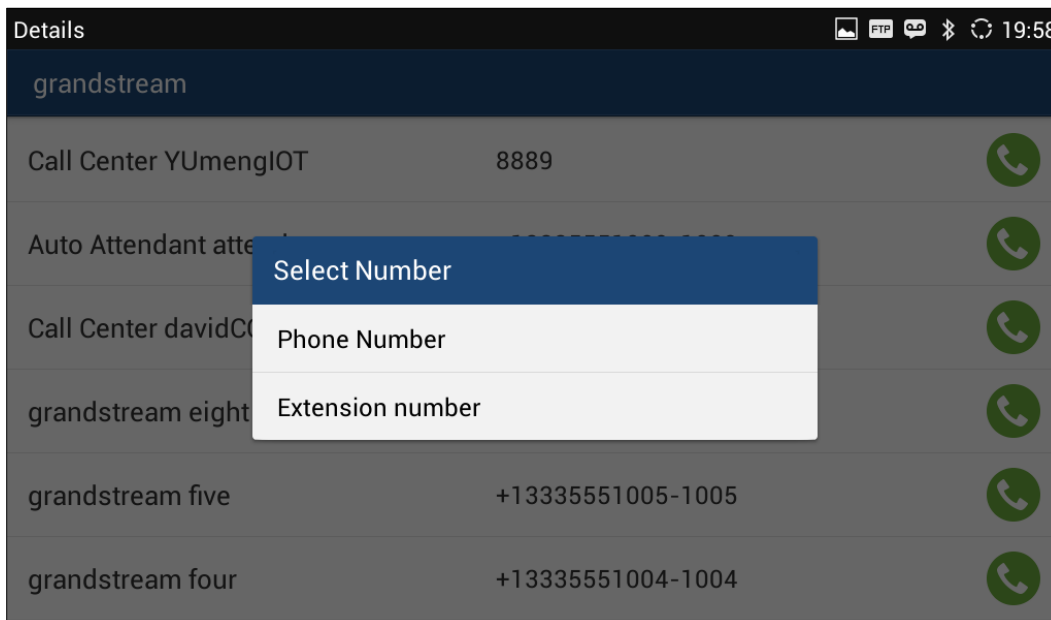 Details FTP 19:58
grandstream
Call Center YUmengIOT 8889
Auto Attendant atte
Select Number
Call Center davidC
Phone Number
grandstream eight
Extension number
grandstream five +13335551005-1005
grandstream four +13335551004-1004